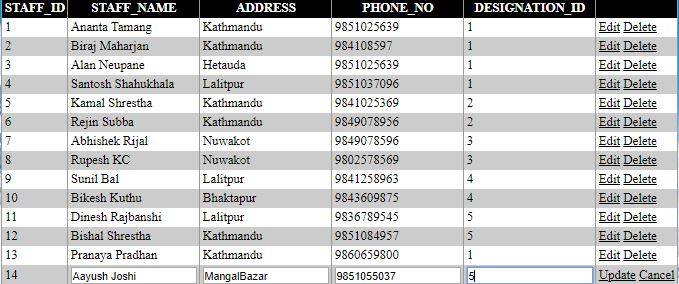 STAFF_ID STAFF_NAME ADDRESS PHONE_NO DESIGNATION_ID
1 Ananta Tamang Kathmandu 9851025639 1 Edit Delete
2 Biraj Maharjan Kathmandu 984108597 1 Edit Delete
3 Alan Neupane Hetauda 9851025639 1 Edit Delete
4 Santosh Shahukhala Lalitpur 9851037096 1 Edit Delete
5 Kamal Shrestha Kathmandu 9841025369 2 Edit Delete
6 Rejin Subba Kathmandu 9849078956 2 Edit Delete
7 Abhishek Rijal Nuwakot 9849078596 3 Edit Delete
8 Rupesh KC Nuwakot 9802578569 3 Edit Delete
9 Sunil Bal Lalitpur 9841258963 4 Edit Delete
10 Bikesh Kuthu Bhaktapur 9843609875 4 Edit Delete
11 Dinesh Rajbanshi Lalitpur 9836789545 5 Edit Delete
12 Bishal Shrestha Kathmandu 9851084957 5 Edit Delete
13 Pranaya Pradhan Kathmandu 9860659800 1 Edit Delete
14 Aayush Joshi MangalBazar 9851055037 5 Update Cancel